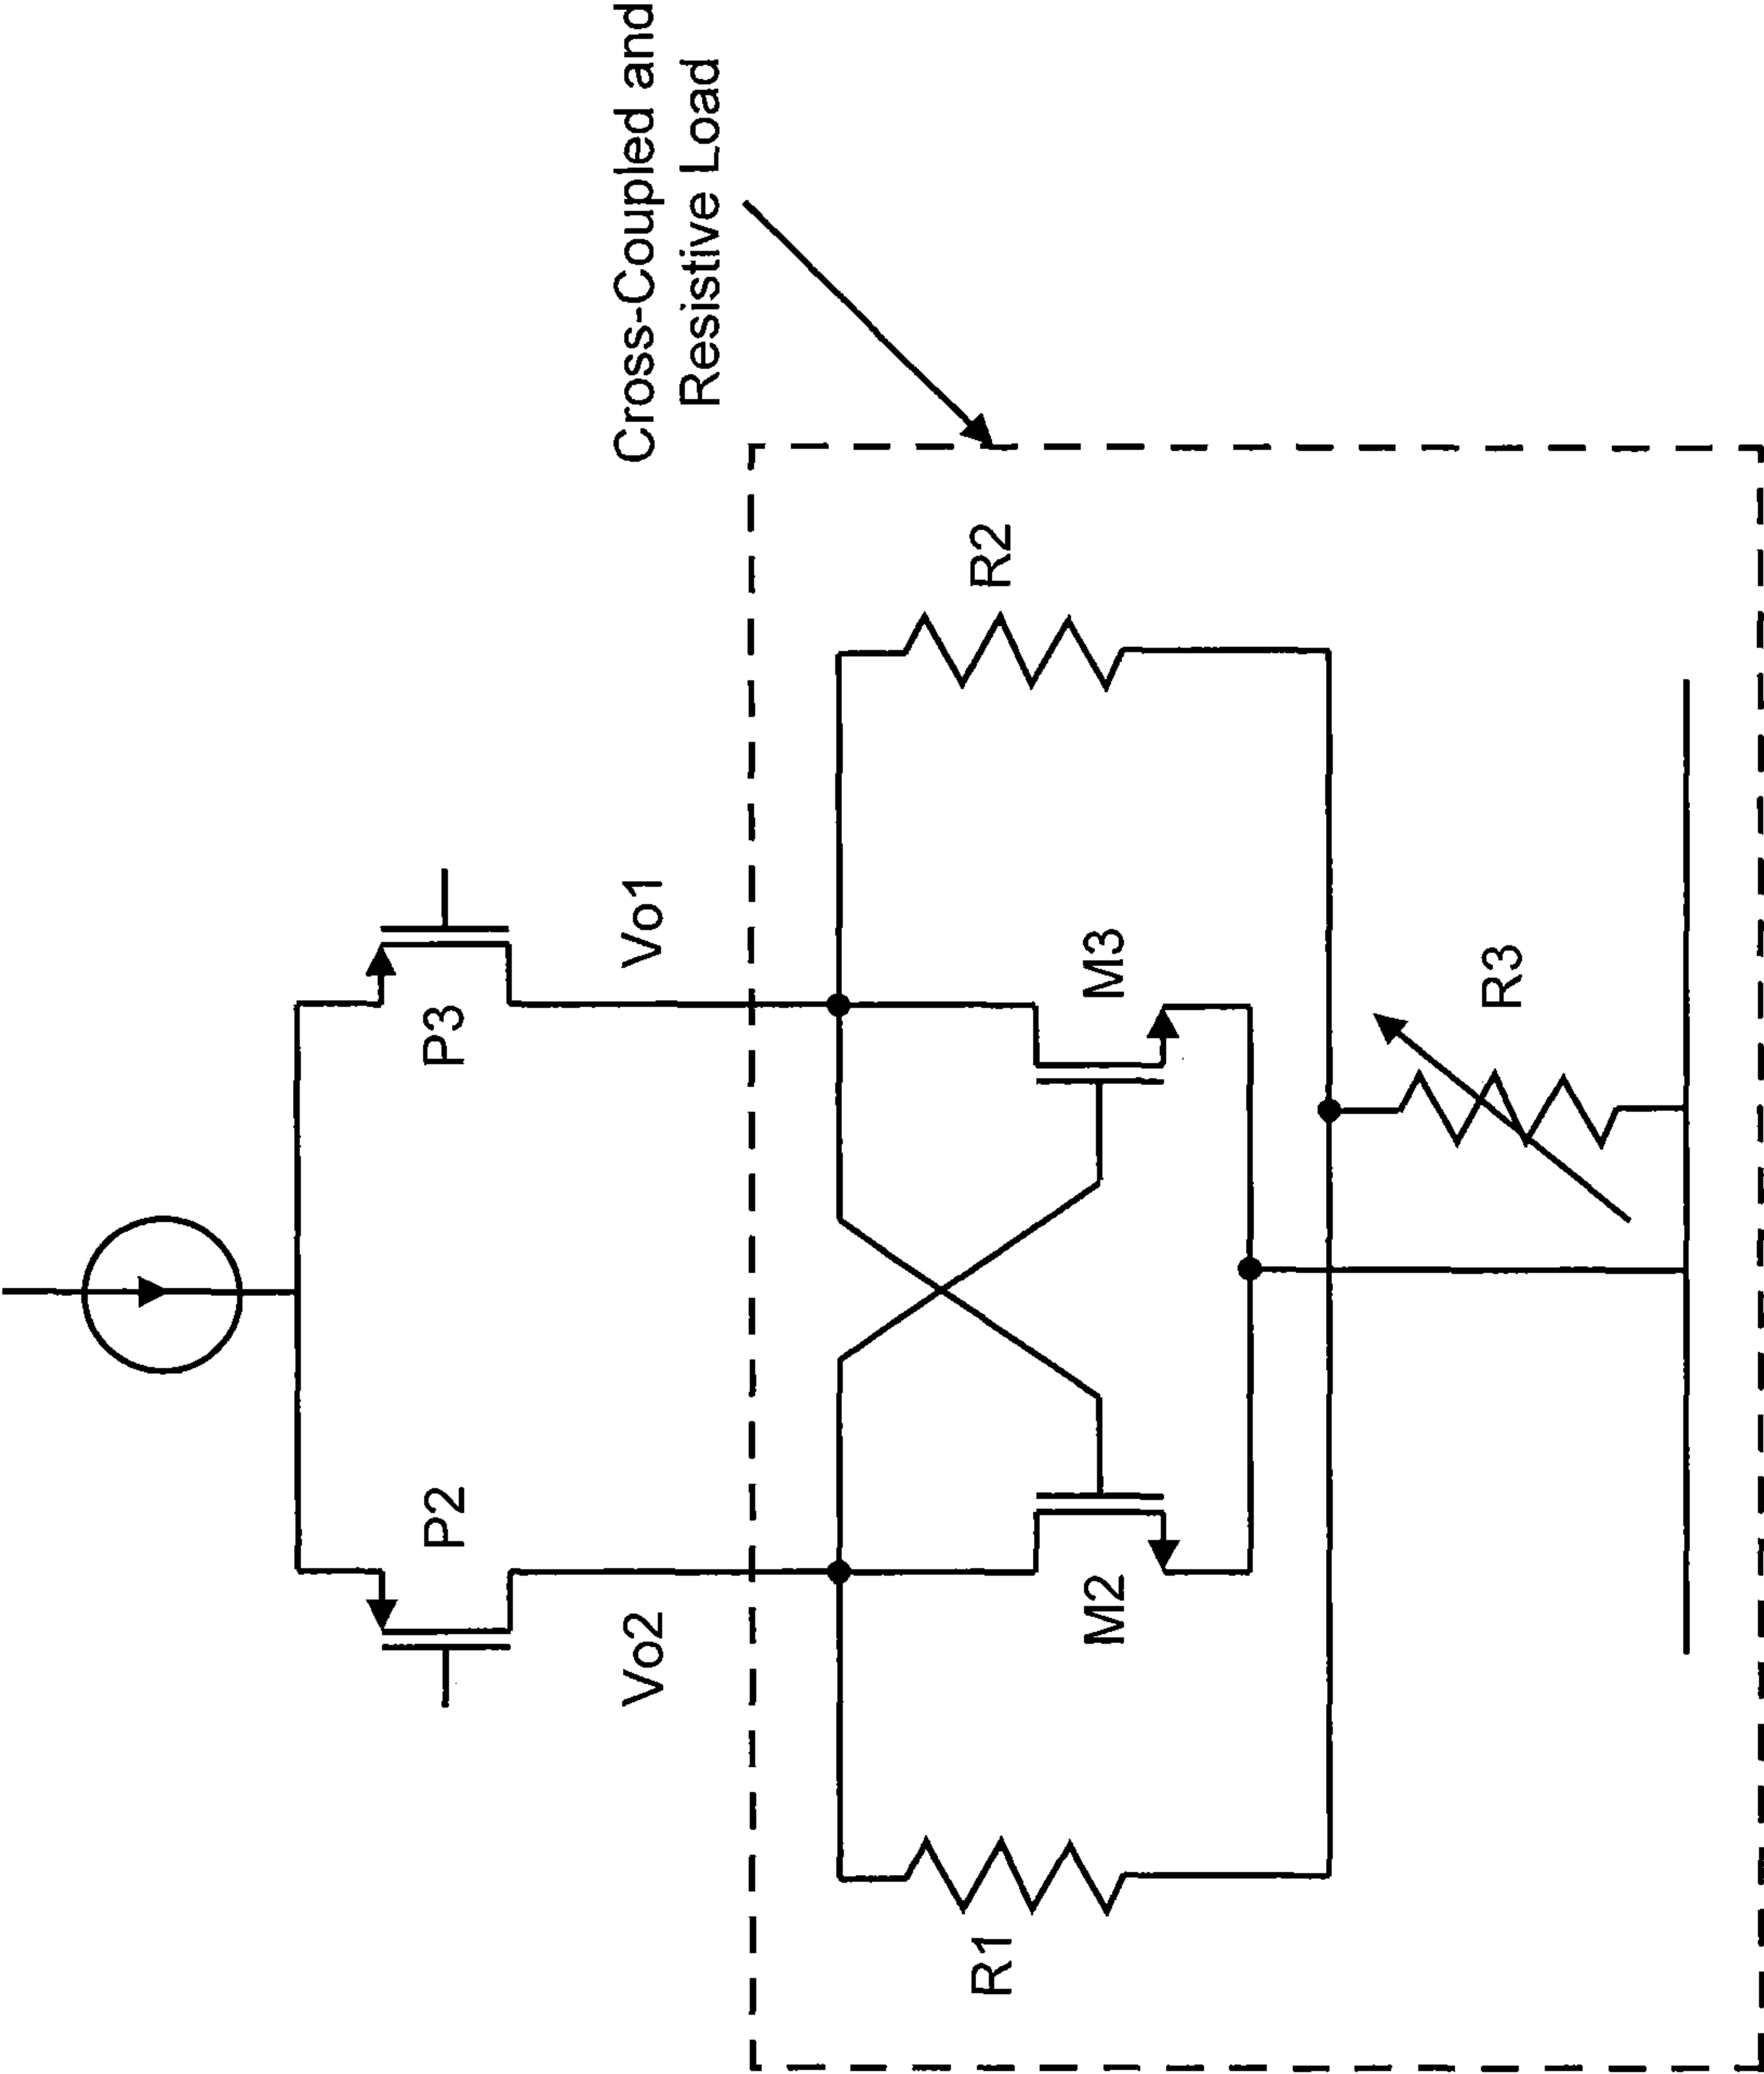 Cross-Coupled and
Resistive Load
P2
P3
Vo2
Vo1
R1
M2
M3
R2
R3